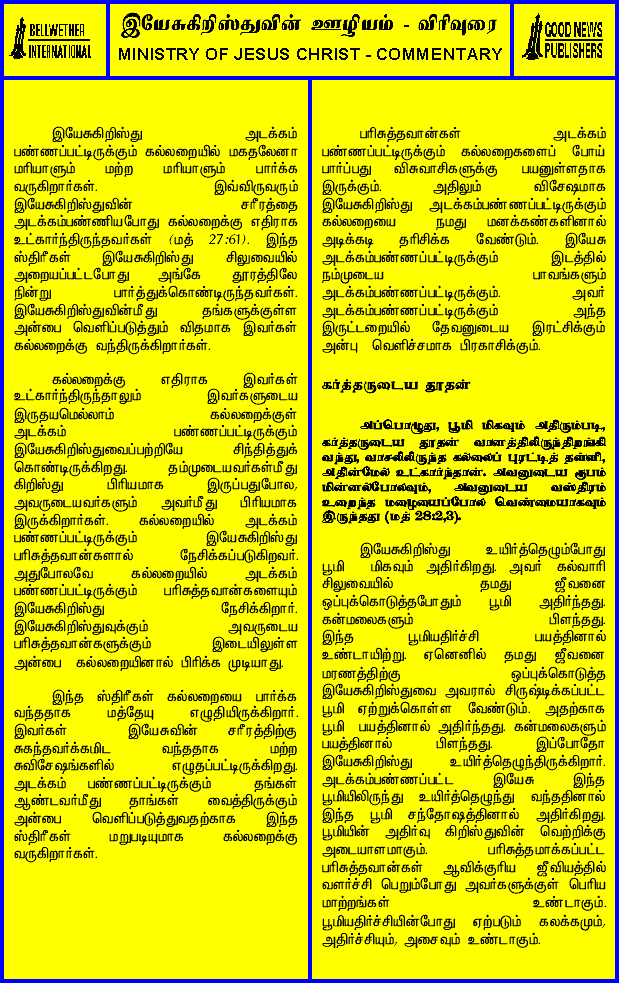 BELLWETHER
INTERNATIONAL
இயேசுகிறிஸ்துவின் ஊழியம் - விரிவுரை
MINISTRY OF JESUS CHRIST - COMMENTARY
GOOD NEWS
PUBLISHERS
இயேசுகிறிஸ்து அடக்கம்
பண்ணப்பட்டிருக்கும் கல்லறையில் மகதலேனா
மரியாளும் மற்ற மரியாளும் பார்க்க
வருகிறார்கள். இவ்விருவரும்
இயேசுகிறிஸ்துவின் சரீரத்தை
அடக்கம்பண்ணியபோது கல்லறைக்கு எதிராக
உட்கார்ந்திருந்தவர்கள் (மத் 27:61). இந்த
ஸ்திரீகள் இயேசுகிறிஸ்து சிலுவையில்
அறையப்பட்டபோது அங்கே தூரத்திலே
நின்று பார்த்துக்கொண்டிருந்தவர்கள்.
இயேசுகிறிஸ்துவின்மீது தங்களுக்குள்ள
அன்பை வெளிப்படுத்தும் விதமாக இவர்கள்
கல்லறைக்கு வந்திருக்கிறார்கள்.
கல்லறைக்கு எதிராக இவர்கள்
உட்கார்ந்திருந்தாலும் இவர்களுடைய
இருதயமெல்லாம் கல்லறைக்குள்
அடக்கம் பண்ணப்பட்டிருக்கும்
இயேசுகிறிஸ்துவைப்பற்றியே சிந்தித்துக்
கொண்டிருக்கிறது. தம்முடையவர்கள்மீது
கிறிஸ்து பிரியமாக இருப்பதுபோல,
அவருடையவர்களும் அவர்மீது பிரியமாக
இருக்கிறார்கள். கல்லறையில் அடக்கம்
பண்ணப்பட்டிருக்கும் இயேசுகிறிஸ்து
பரிசுத்தவான்களால் நேசிக்கப்படுகிறவர்.
அதுபோலவே கல்லறையில் அடக்கம்
பண்ணப்பட்டிருக்கும் பரிசுத்தவான்களையும்
இயேசுகிறிஸ்து நேசிக்கிறார்.
இயேசுகிறிஸ்துவுக்கும் அவருடைய
பரிசுத்தவான்களுக்கும் இடையிலுள்ள
அன்பை கல்லறையினால் பிரிக்க முடியாது.
இந்த ஸ்திரீகள் கல்லறையை பார்க்க
வந்ததாக மத்தேயு எழுதியிருக்கிறார்.
இவர்கள் இயேசுவின் சரீரத்திற்கு
சுகந்தவர்க்கமிட வந்ததாக மற்ற
சுவிசேஷங்களில் எழுதப்பட்டிருக்கிறது.
அடக்கம் பண்ணப்பட்டிருக்கும் தங்கள்
ஆண்டவர்மீது தாங்கள் வைத்திருக்கும்
அன்பை வெளிப்படுத்துவதற்காக இந்த
ஸ்திரீகள் மறுபடியுமாக கல்லறைக்கு
வருகிறார்கள்.
பரிசுத்தவான்கள் அடக்கம்
பண்ணப்பட்டிருக்கும் கல்லறைகளைப் போய்
பார்ப்பது விசுவாசிகளுக்கு பயனுள்ளதாக
இருக்கும். அதிலும் விசேஷமாக
இயேசுகிறிஸ்து அடக்கம்பண்ணப்பட்டிருக்கும்
கல்லறையை நமது மனக்கண்களினால்
அடிக்கடி தரிசிக்க வேண்டும். இயேசு
அடக்கம்பண்ணப்பட்டிருக்கும் இடத்தில்
நம்முடைய பாவங்களும்
அடக்கம்பண்ணப்பட்டிருக்கும். அவர்
அடக்கம்பண்ணப்பட்டிருக்கும் அந்த
இருட்டறையில் தேவனுடைய இரட்சிக்கும்
அன்பு வெளிச்சமாக பிரகாசிக்கும்.
கர்த்தருடைய தூதன்
அப்பொழுது, பூமி மிகவும் அதிரும்படி,
கர்த்தருடைய தூதன் வானத்திலிருந்திறங்கி
வந்து, வாசலிலிருந்த கல்லைப் புரட்டித் தள்ளி,
அதின்மேல் உட்கார்ந்தான். அவனுடைய ரூபம்
மின்னல்போலவும், அவனுடைய வஸ்திரம்
உறைந்த மழையைப்போல வெண்மையாகவும்
இருந்தது (மத் 28:2,3).
இயேசுகிறிஸ்து உயிர்த்தெழும்போது
பூமி மிகவும் அதிர்கிறது. அவர் கல்வாரி
சிலுவையில் தமது ஜீவனை
ஒப்புக்கொடுத்தபோதும் பூமி அதிர்ந்தது.
கன்மலைகளும் பிளந்தது.
இந்த பூமியதிர்ச்சி பயத்தினால்
உண்டாயிற்று. ஏனெனில் தமது ஜீவனை
மரணத்திற்கு ஒப்புக்கொடுத்த
இயேசுகிறிஸ்துவை அவரால் சிருஷ்டிக்கப்பட்ட
பூமி ஏற்றுக்கொள்ள வேண்டும். அதற்காக
பூமி பயத்தினால் அதிர்ந்தது. கன்மலைகளும்
பயத்தினால் பிளந்தது. இப்போதோ
இயேசுகிறிஸ்து உயிர்த்தெழுந்திருக்கிறார்.
அடக்கம்பண்ணப்பட்ட இயேசு இந்த
பூமியிலிருந்து உயிர்த்தெழுந்து வந்ததினால்
இந்த பூமி சந்தோஷத்தினால் அதிர்கிறது.
பூமியின் அதிர்வு கிறிஸ்துவின் வெற்றிக்கு
அடையாளமாகும். பரிசுத்தமாக்கப்பட்ட
பரிசுத்தவான்கள் ஆவிக்குரிய ஜீவியத்தில்
வளர்ச்சி பெறும்போது அவர்களுக்குள் பெரிய
மாற்றங்கள் உண்டாகும்.
பூமியதிர்ச்சியின்போது ஏற்படும் கலக்கமும்,
அதிர்ச்சியும், அசைவும் உண்டாகும்.